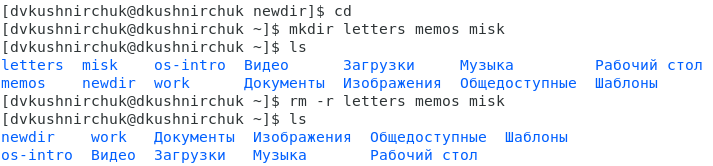 [dvkushnirchuk@dkushnirchuk newdir]$ cd
[dvkushnirchuk@dkushnirchuk ~]$ mkdir letters memos misk
[dvkushnirchuk@dkushnirchuk ~]$ ls
letters  misk    os-intro  Видео      Загрузки     Музыка         Рабочий стол
memos    newdir  work      Документы  Изображения  Общедоступные  Шаблоны
[dvkushnirchuk@dkushnirchuk ~]$ rm -r letters memos misk
[dvkushnirchuk@dkushnirchuk ~]$ ls
newdir    work   Документы  Изображения  Общедоступные  Шаблоны
os-intro  Видео  Загрузки   Музыка       Рабочий стол